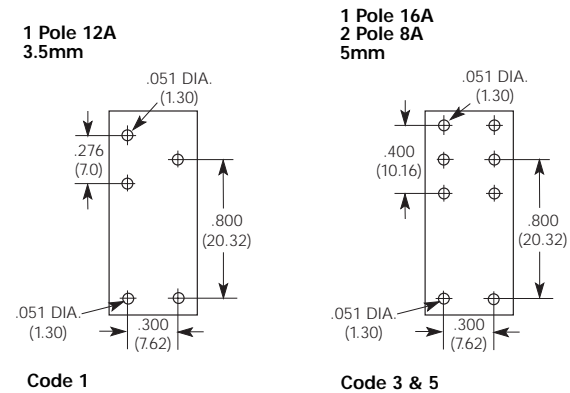 1 Pole 12A
3.5mm
.051 DIA.
(1.30)
.276
(7.0)
.800
(20.32)
.051 DIA.
(1.30)
.300
(7.62)
Code 1
1 Pole 16A
2 Pole 8A
5mm
.051 DIA.
(1.30)
.400
(10.16)
.800
(20.32)
.051 DIA.
(1.30)
.300
(7.62)
Code 3 & 5